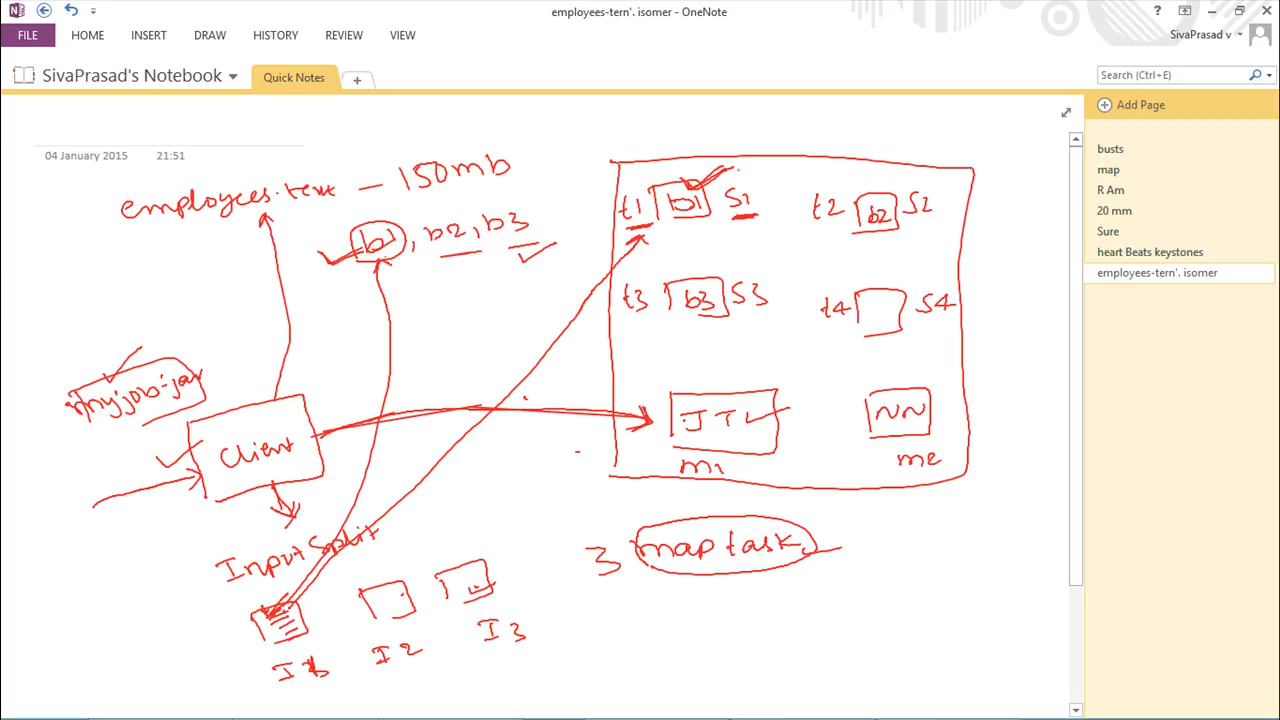 employees-tern'. isomer - OneNote
?
FILE HOME INSERT DRAW HISTORY REVIEW VIEW
SivaPrasad v
SivaPrasad's Notebook
Quick Notes
+
Search (Ctrl+E)
Add Page
busts
map
R Am
20 mm
Sure
heart Beats keystones
employees-tern'. isomer
04 January 2015 21:51
employees.text - 150mb
b1, b2, b3
t1 b1 S1
t2 b2 S2
t3 b3 S3
t4 S4
myjob.jar
Client
JT
m1
NN
m2
Input Split
3 map task
I1
I2
I3